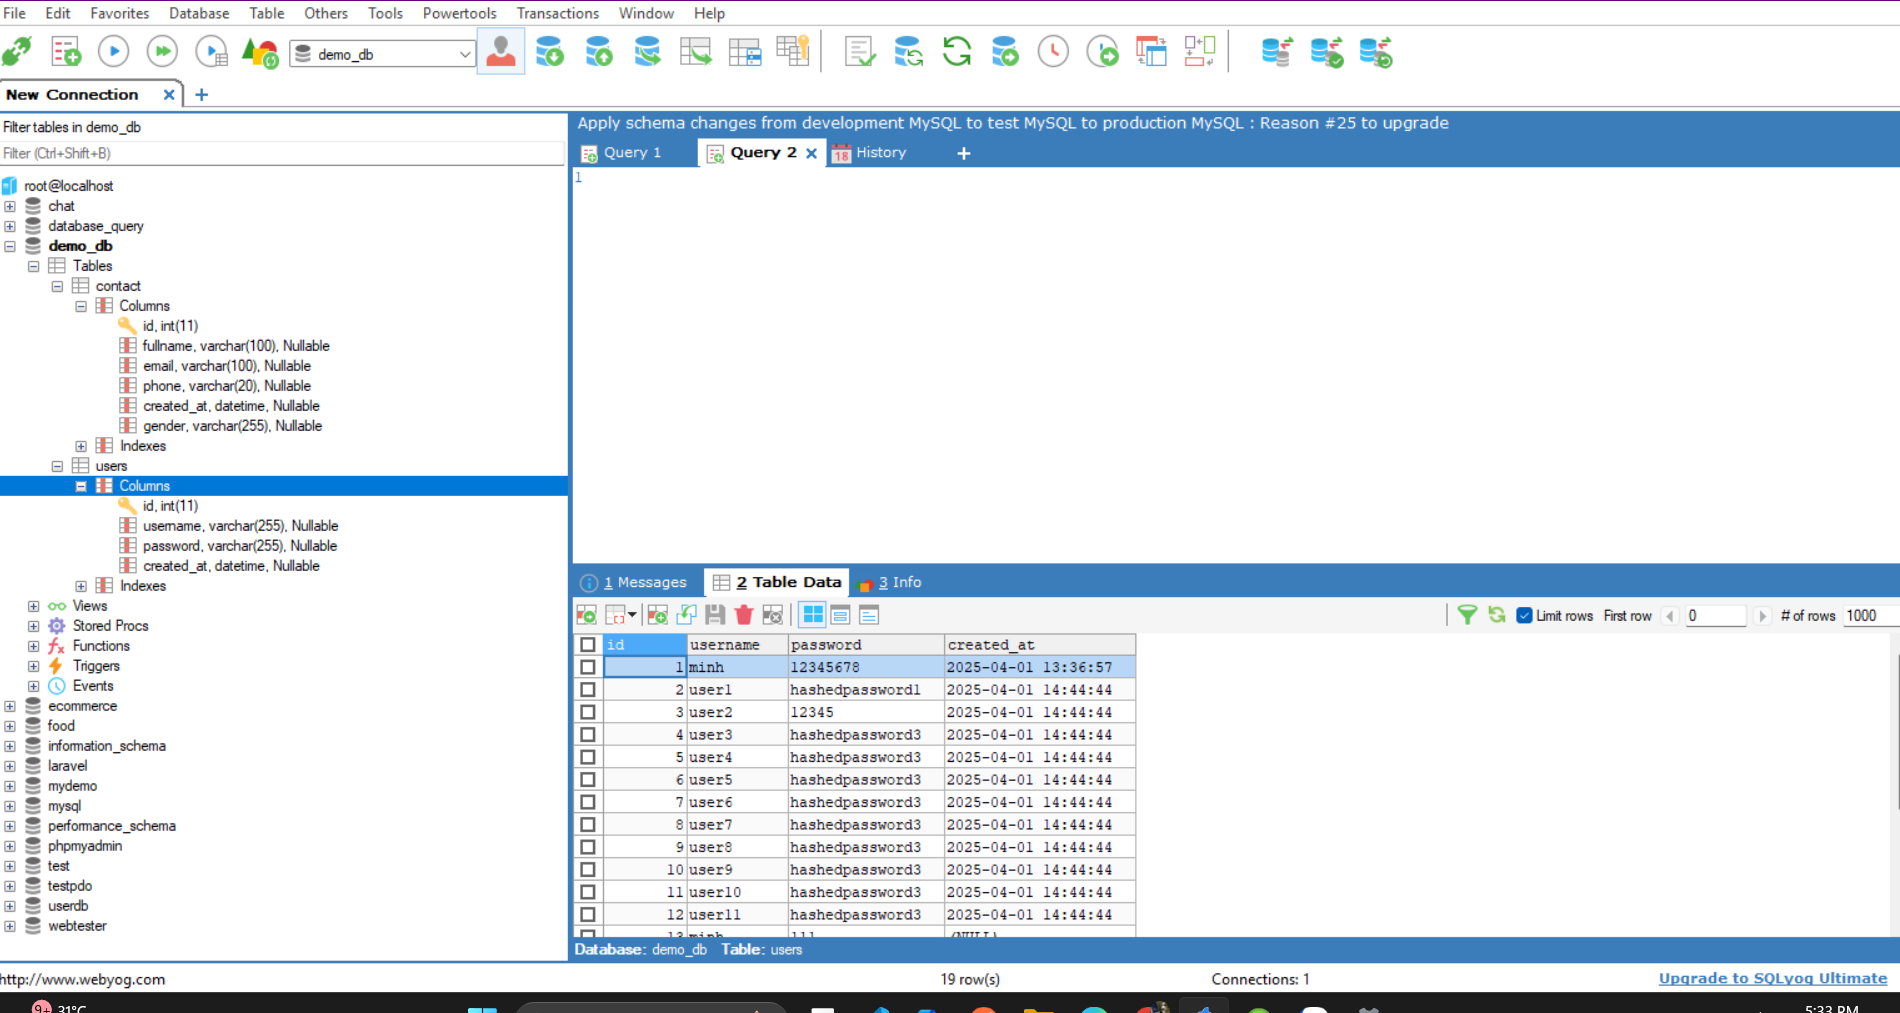 File Edit Favorites Database Table Others Tools Powertools Transactions Window Help
demo_db
New Connection
Filter tables in demo_db
Filter (Ctrl+Shift+B)
root@localhost
chat
database_query
demo_db
Tables
contact
Columns
id, int(11)
fullname, varchar(100), Nullable
email, varchar(100), Nullable
phone, varchar(20), Nullable
created_at, datetime, Nullable
gender, varchar(255), Nullable
Indexes
users
Columns
id, int(11)
username, varchar(255), Nullable
password, varchar(255), Nullable
created_at, datetime, Nullable
Indexes
Views
Stored Procs
Functions
Triggers
Events
ecommerce
food
information_schema
laravel
mydemo
mysql
performance_schema
phpmyadmin
test
testpdo
userdb
webtester
Apply schema changes from development MySQL to test MySQL to production MySQL : Reason #25 to upgrade
Query 1 Query 2 18 History
1
1 Messages 2 Table Data 3 Info
Limit rows First row 0 # of rows 1000
id username password created_at
1 minh 12345678 2025-04-01 13:36:57
2 user1 hashedpassword1 2025-04-01 14:44:44
3 user2 12345 2025-04-01 14:44:44
4 user3 hashedpassword3 2025-04-01 14:44:44
5 user4 hashedpassword3 2025-04-01 14:44:44
6 user5 hashedpassword3 2025-04-01 14:44:44
7 user6 hashedpassword3 2025-04-01 14:44:44
8 user7 hashedpassword3 2025-04-01 14:44:44
9 user8 hashedpassword3 2025-04-01 14:44:44
10 user9 hashedpassword3 2025-04-01 14:44:44
11 user10 hashedpassword3 2025-04-01 14:44:44
12 user11 hashedpassword3 2025-04-01 14:44:44
13 minh 111 (NULL)
Database: demo_db Table: users
http://www.webyog.com 19 row(s) Connections: 1 Upgrade to SQLyog Ultimate
9+ 31°C 5:33 PM